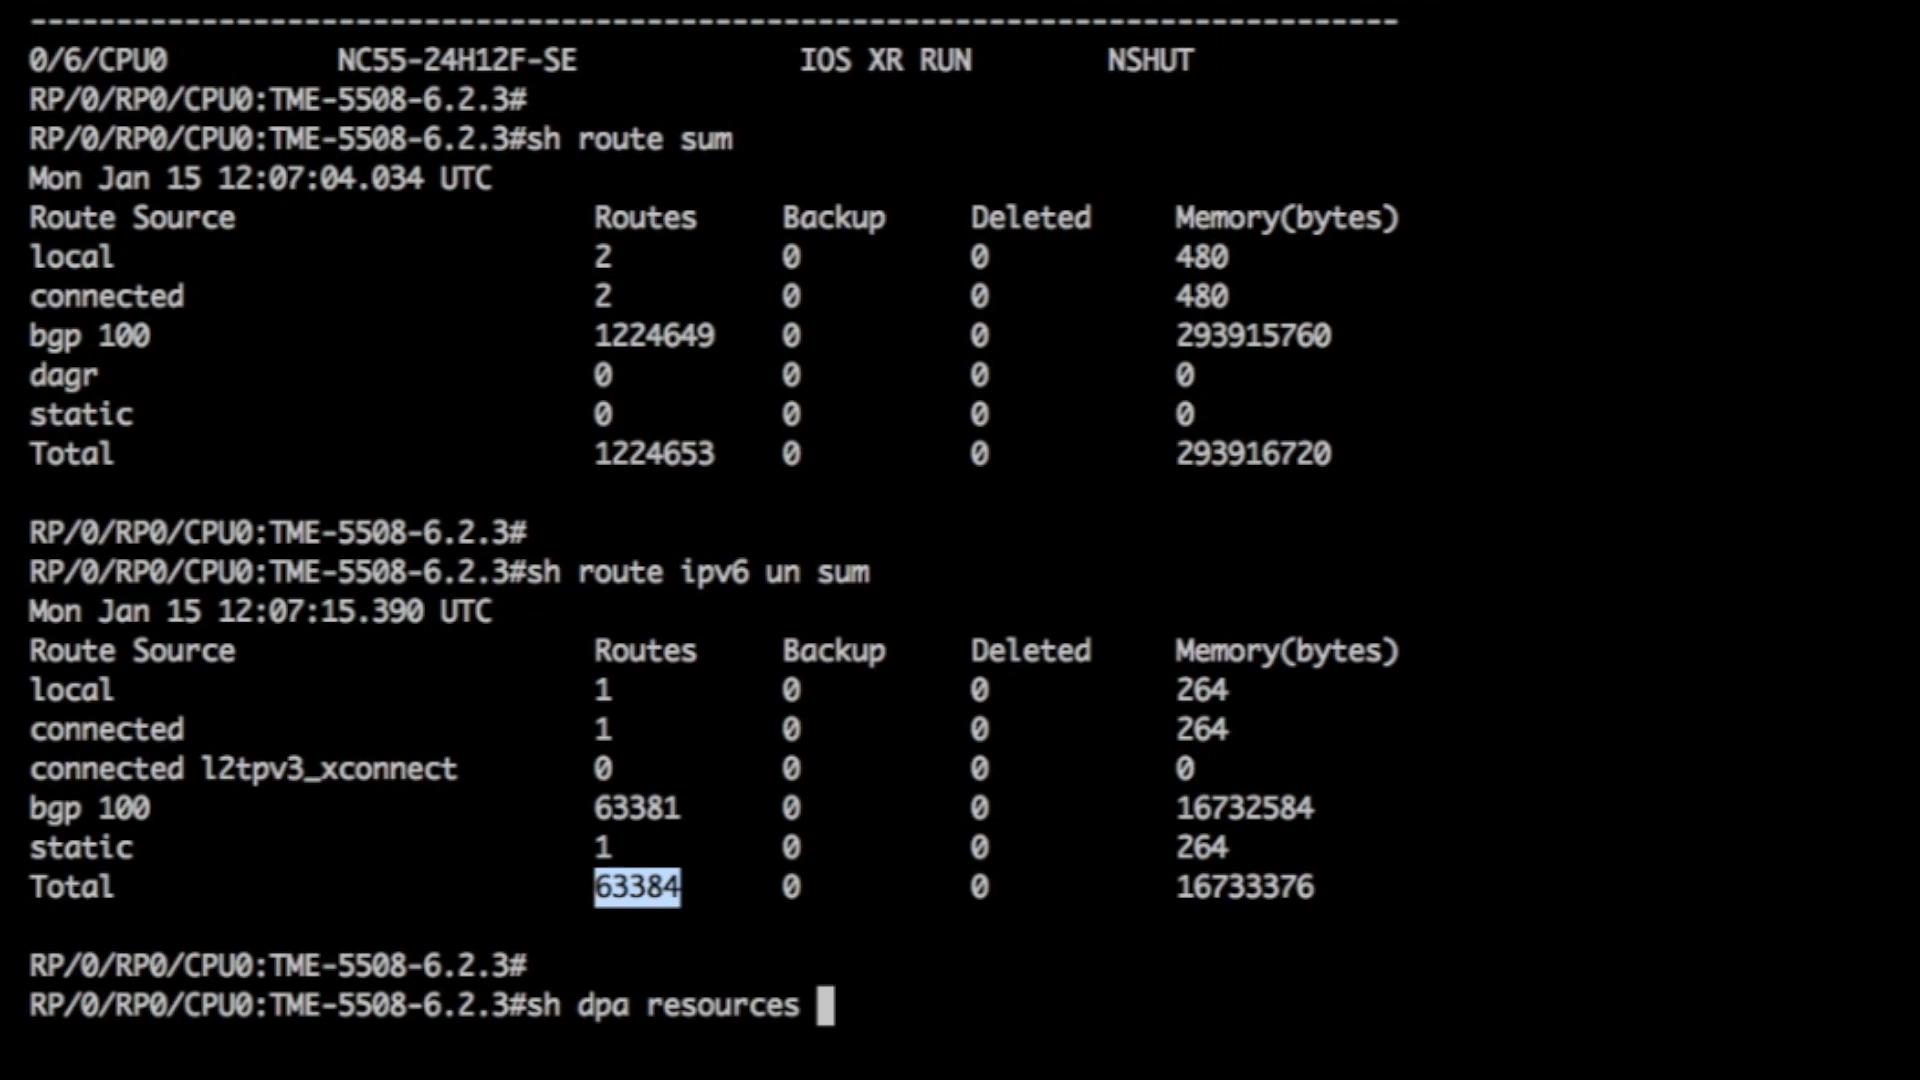 --------------------------------------------------------------------------------
0/6/CPU0 NC55-24H12F-SE IOS XR RUN NSHUT
RP/0/RP0/CPU0:TME-5508-6.2.3#
RP/0/RP0/CPU0:TME-5508-6.2.3#sh route sum
Mon Jan 15 12:07:04.034 UTC
Route Source Routes Backup Deleted Memory(bytes)
local 2 0 0 480
connected 2 0 0 480
bgp 100 1224649 0 0 293915760
dagr 0 0 0 0
static 0 0 0 0
Total 1224653 0 0 293916720
RP/0/RP0/CPU0:TME-5508-6.2.3#
RP/0/RP0/CPU0:TME-5508-6.2.3#sh route ipv6 un sum
Mon Jan 15 12:07:15.390 UTC
Route Source Routes Backup Deleted Memory(bytes)
local 1 0 0 264
connected 1 0 0 264
connected l2tpv3_xconnect 0 0 0 0
bgp 100 63381 0 0 16732584
static 1 0 0 264
Total 63384 0 0 16733376
RP/0/RP0/CPU0:TME-5508-6.2.3#
RP/0/RP0/CPU0:TME-5508-6.2.3#sh dpa resources